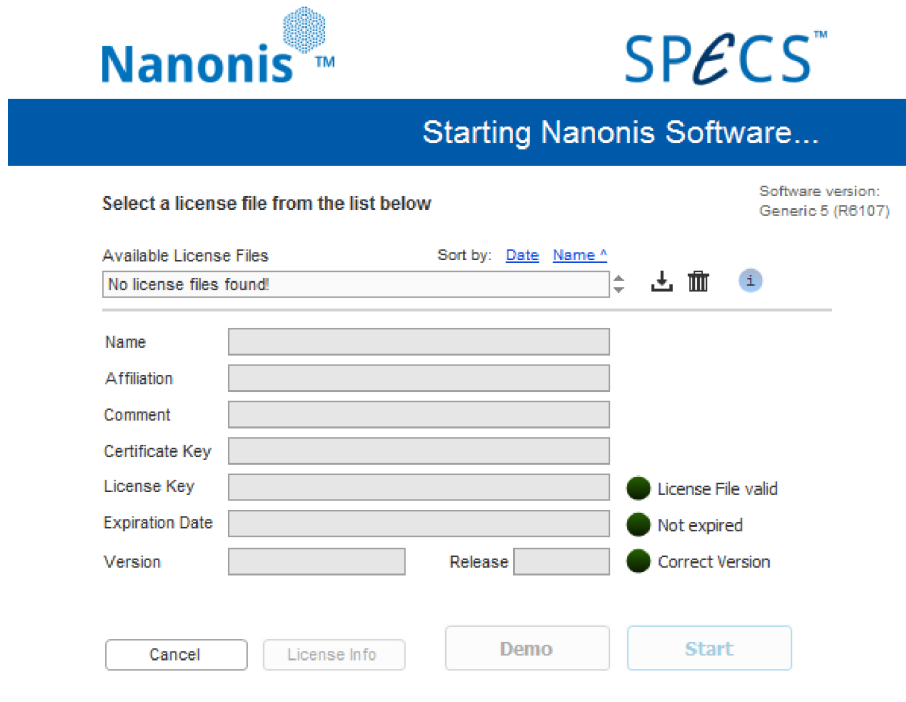 Nanonis™ SPECS™
Starting Nanonis Software...
Select a license file from the list below
Software version:
Generic 5 (R6107)
Available License Files Sort by: Date Name ^
No license files found!
i
Name
Affiliation
Comment
Certificate Key
License Key
License File valid
Expiration Date
Not expired
Version
Release
Correct Version
Cancel
License Info
Demo
Start